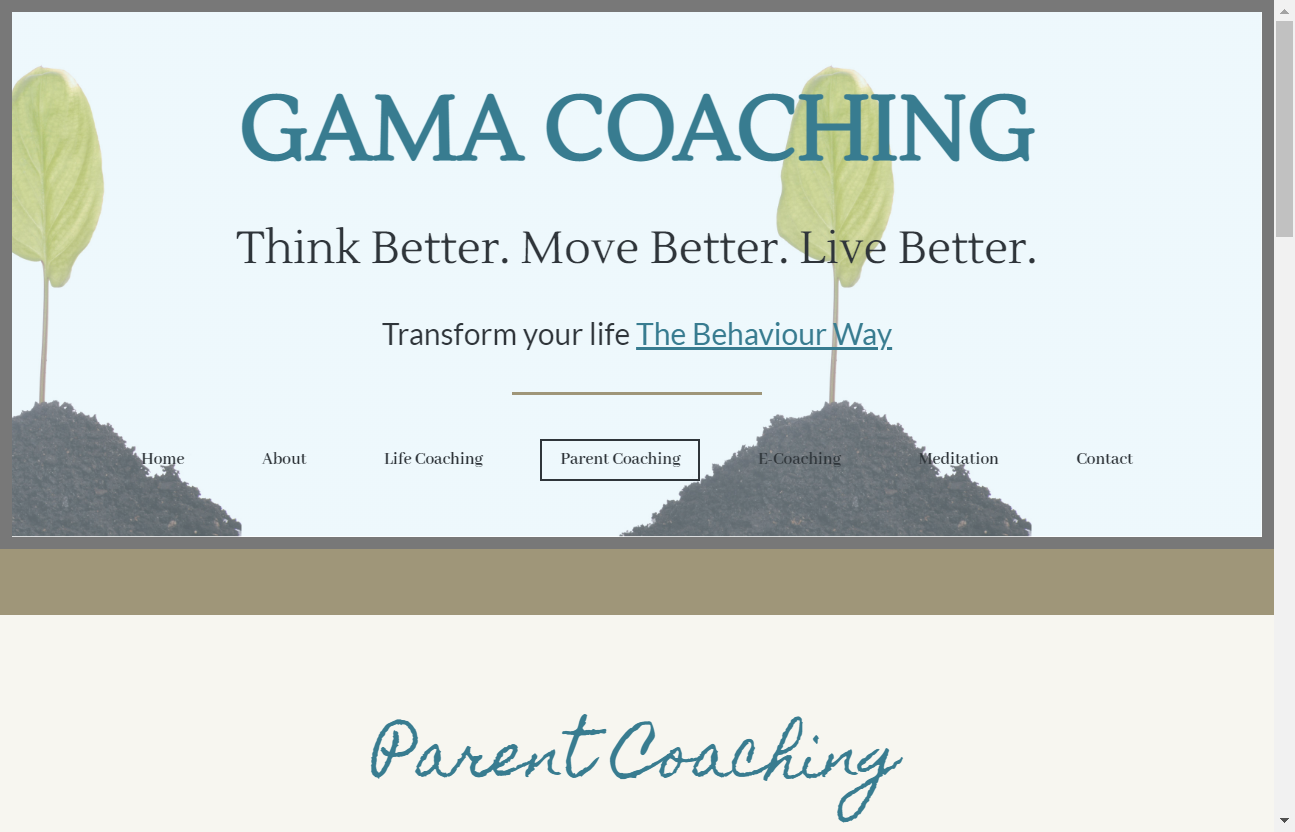 GAMA COACHING
Think Better. Move Better. Live Better.
Transform your life The Behaviour Way
Home About Life Coaching Parent Coaching E-Coaching Meditation Contact
Parent Coaching